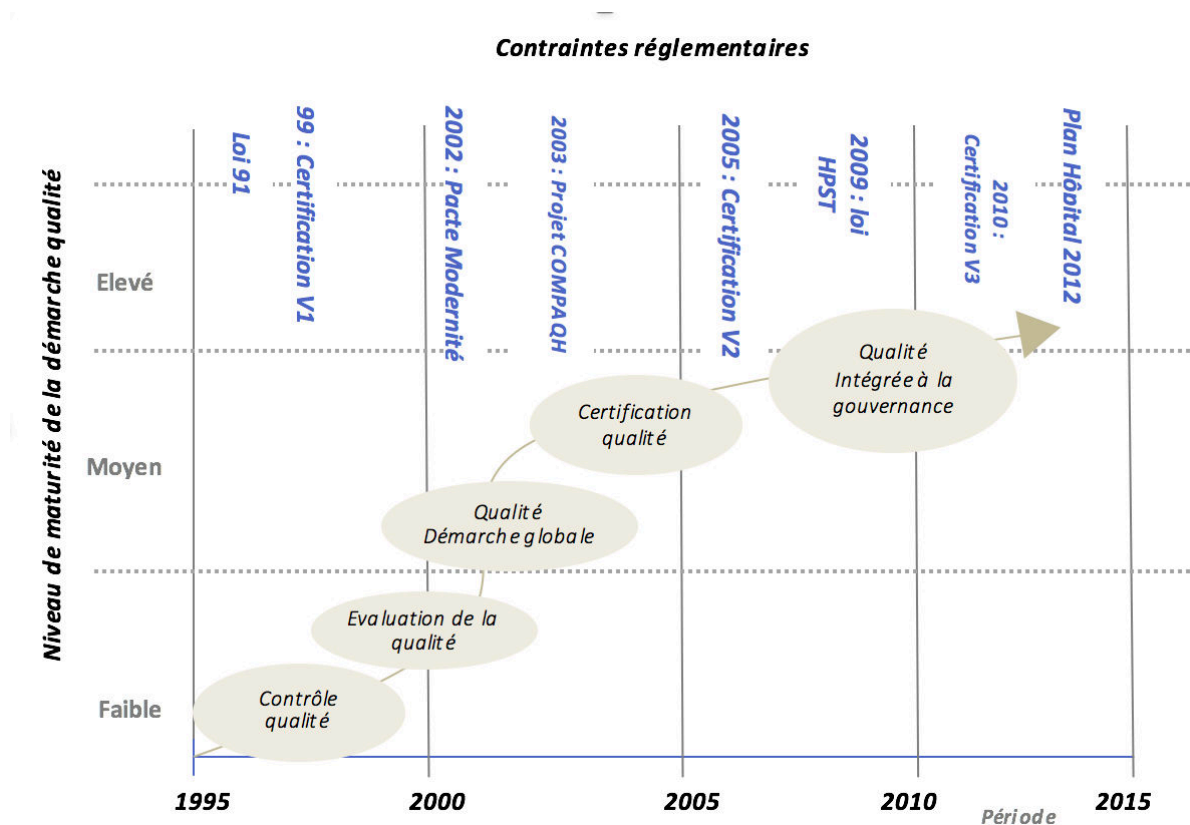 Contraintes réglementaires
Niveau de maturité de la démarche qualité
Loi 91
99 : Certification V1
2002 : Pacte Modernité
2003 : Projet COMPAQH
2005 : Certification V2
2009 : loi
HPST
2010 :
Certification V3
Plan Hôpital 2012
Elevé
Moyen
Faible
Qualité
Intégrée à la
gouvernance
Certification
qualité
Qualité
Démarche globale
Evaluation de la
qualité
Contrôle
qualité
1995
2000
2005
2010
2015
Période